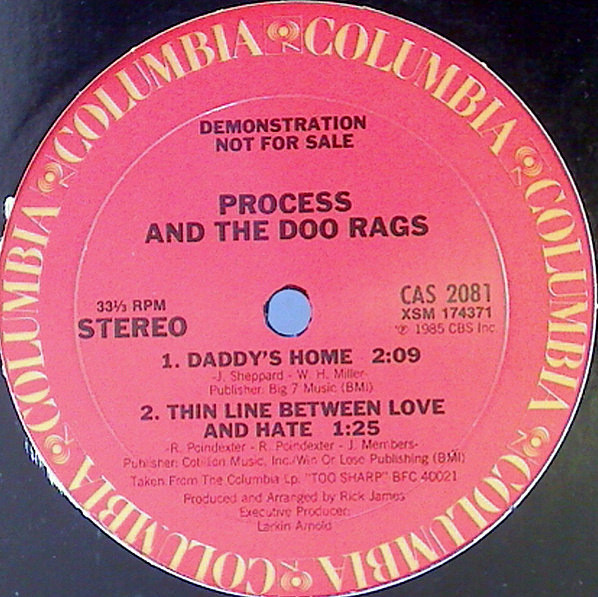 COLUMBIA COLUMBIA COLUMBIA COLUMBIA COLUMBIA COLUMBIA COLUMBIA COLUMBIA
DEMONSTRATION
NOT FOR SALE
PROCESS
AND THE DOO RAGS
33⅓ RPM
STEREO
CAS 2081
XSM 174371
℗ 1985 CBS Inc.
1. DADDY'S HOME 2:09
-J. Sheppard - W. H. Miller-
Publisher: Big 7 Music (BMI)
2. THIN LINE BETWEEN LOVE
AND HATE 1:25
-R. Poindexter - R. Poindexter - J. Members-
Publisher: Cotillion Music, Inc./Win Or Lose Publishing (BMI)
Taken From The Columbia Lp. "TOO SHARP" BFC 40021
Produced and Arranged by Rick James
Executive Producer:
Larkin Arnold